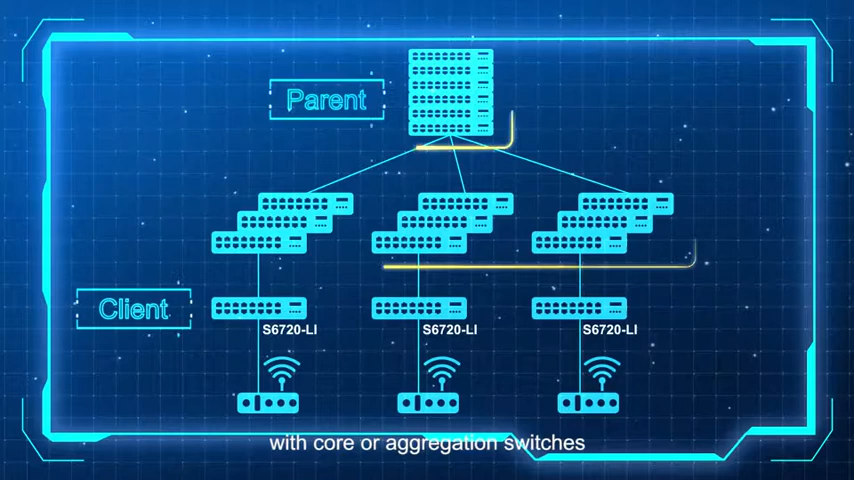 Parent
Client
S6720-LI
S6720-LI
S6720-LI
with core or aggregation switches